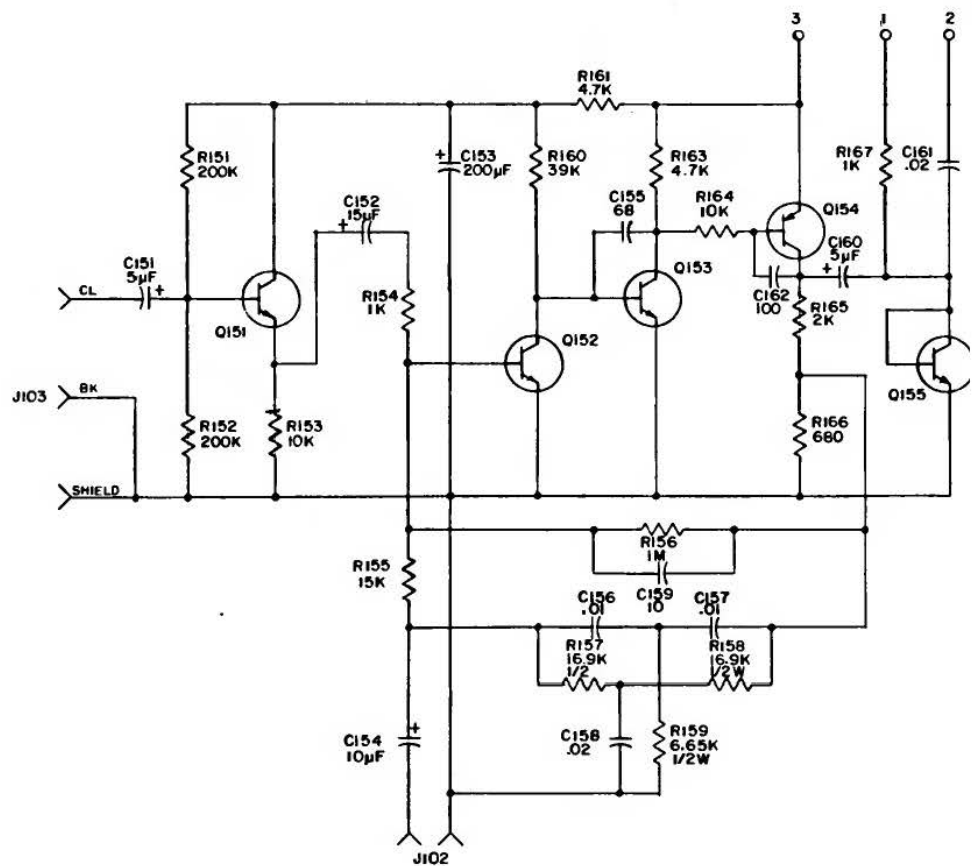 3
1
2
R161
4.7K
R151
200K
C153
200µF
R160
39K
R163
4.7K
R167
1K
C161
.02
C152
15µF
+
C155
68
R164
10K
Q154
C151
5µF
+
C160
5µF
+
CL
Q151
R154
1K
Q153
C162
100
R165
2K
Q152
J103
BK
Q155
R152
200K
R153
10K
R166
680
SHIELD
R156
1M
R155
15K
C159
10
C156
.01
C157
.01
R157
16.9K
1/2
R158
16.9K
1/2W
C154
10µF
+
C158
.02
R159
6.65K
1/2W
J102